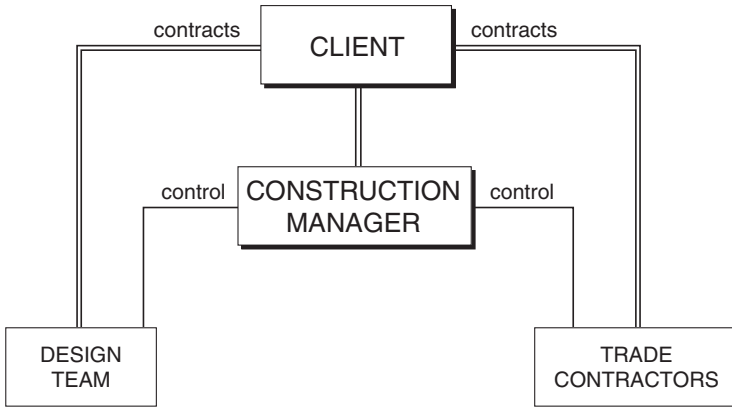 contracts
CLIENT
contracts
control
CONSTRUCTION
MANAGER
control
DESIGN
TEAM
TRADE
CONTRACTORS